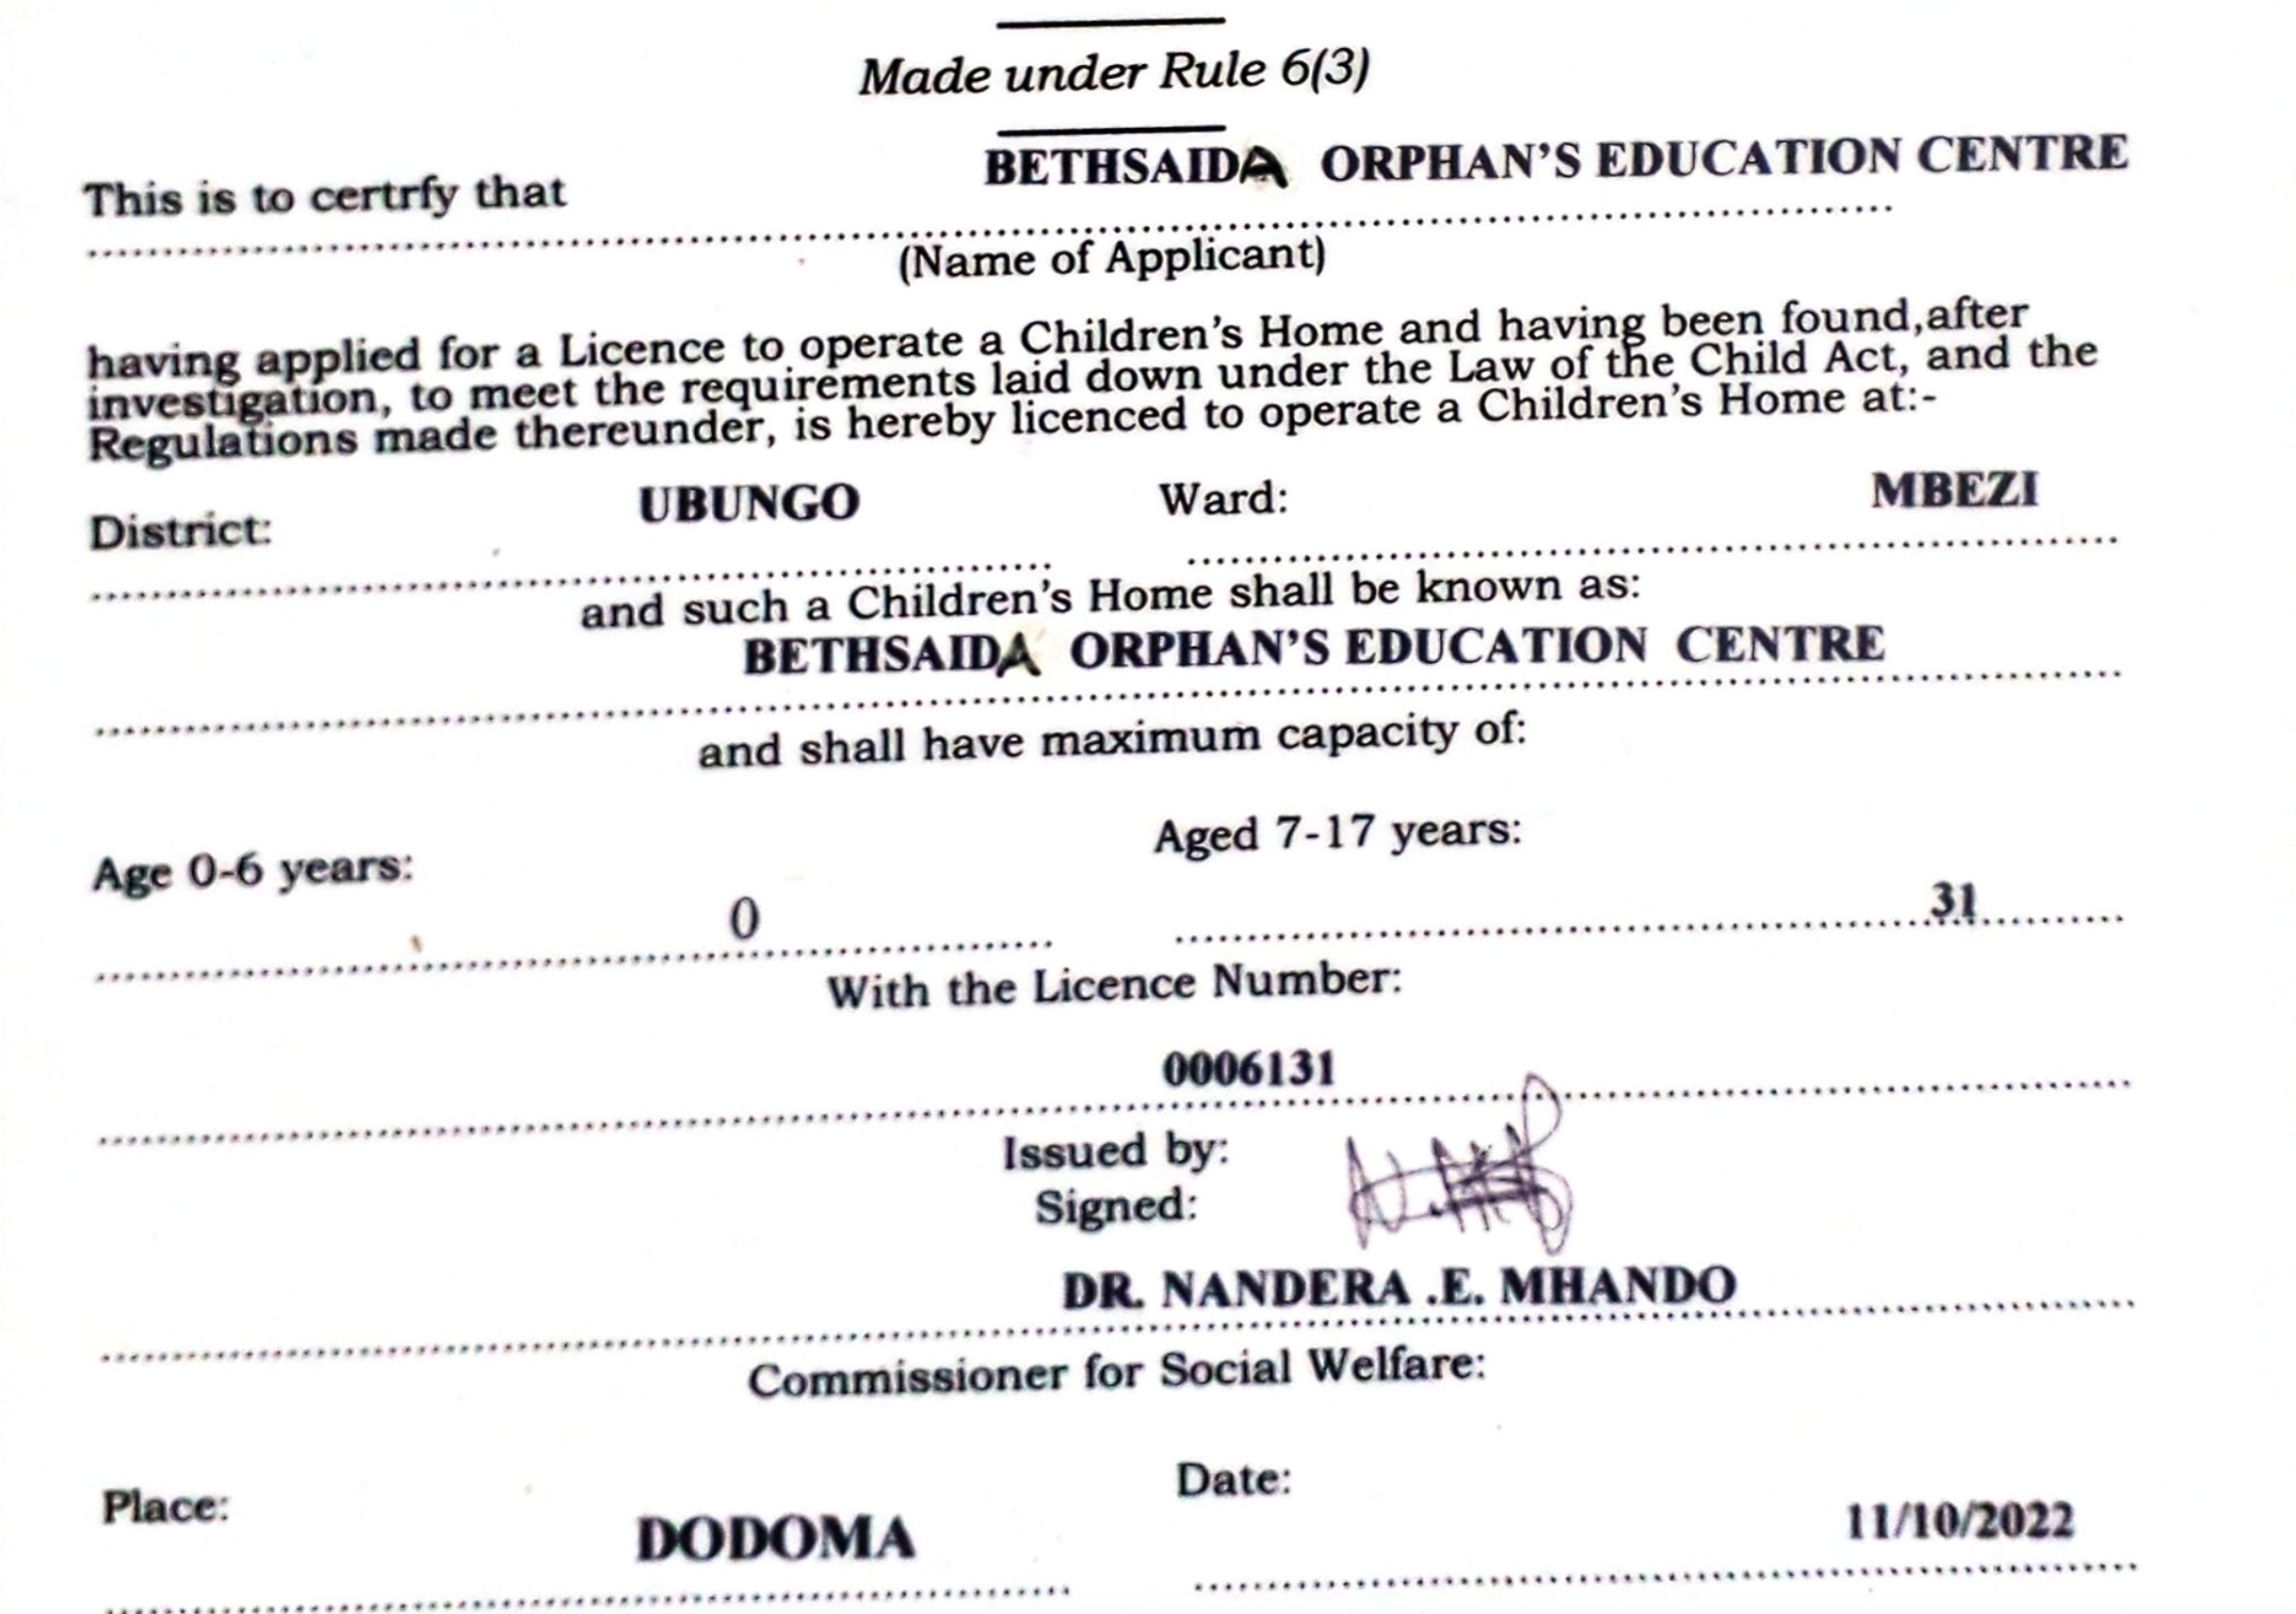 Made under Rule 6(3)
This is to certrfy that BETHSAIDA ORPHAN'S EDUCATION CENTRE
(Name of Applicant)
having applied for a Licence to operate a Children's Home and having been found,after
investigation, to meet the requirements laid down under the Law of the Child Act, and the
Regulations made thereunder, is hereby licenced to operate a Children's Home at:-
District: UBUNGO Ward: MBEZI
and such a Children's Home shall be known as:
BETHSAIDA ORPHAN'S EDUCATION CENTRE
and shall have maximum capacity of:
Age 0-6 years: Aged 7-17 years:
0 31
With the Licence Number:
0006131
Issued by:
Signed:
DR. NANDERA .E. MHANDO
Commissioner for Social Welfare:
Place: Date:
DODOMA 11/10/2022